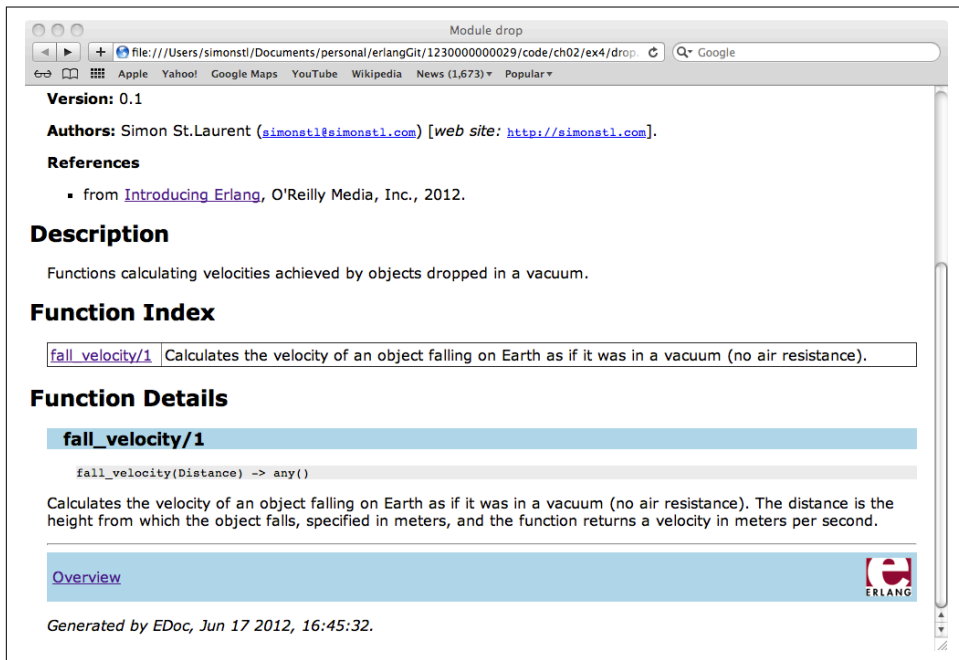 Module drop
file:///Users/simonstl/Documents/personal/erlangGit/1230000000029/code/ch02/ex4/drop.
Google
Apple Yahoo! Google Maps YouTube Wikipedia News (1,673) Popular
Version: 0.1
Authors: Simon St.Laurent (simonstl@simonstl.com) [web site: http://simonstl.com].
References
from Introducing Erlang, O'Reilly Media, Inc., 2012.
Description
Functions calculating velocities achieved by objects dropped in a vacuum.
Function Index
fall_velocity/1 Calculates the velocity of an object falling on Earth as if it was in a vacuum (no air resistance).
Function Details
fall_velocity/1
fall_velocity(Distance) -> any()
Calculates the velocity of an object falling on Earth as if it was in a vacuum (no air resistance). The distance is the
height from which the object falls, specified in meters, and the function returns a velocity in meters per second.
Overview
e
ERLANG
Generated by EDoc, Jun 17 2012, 16:45:32.